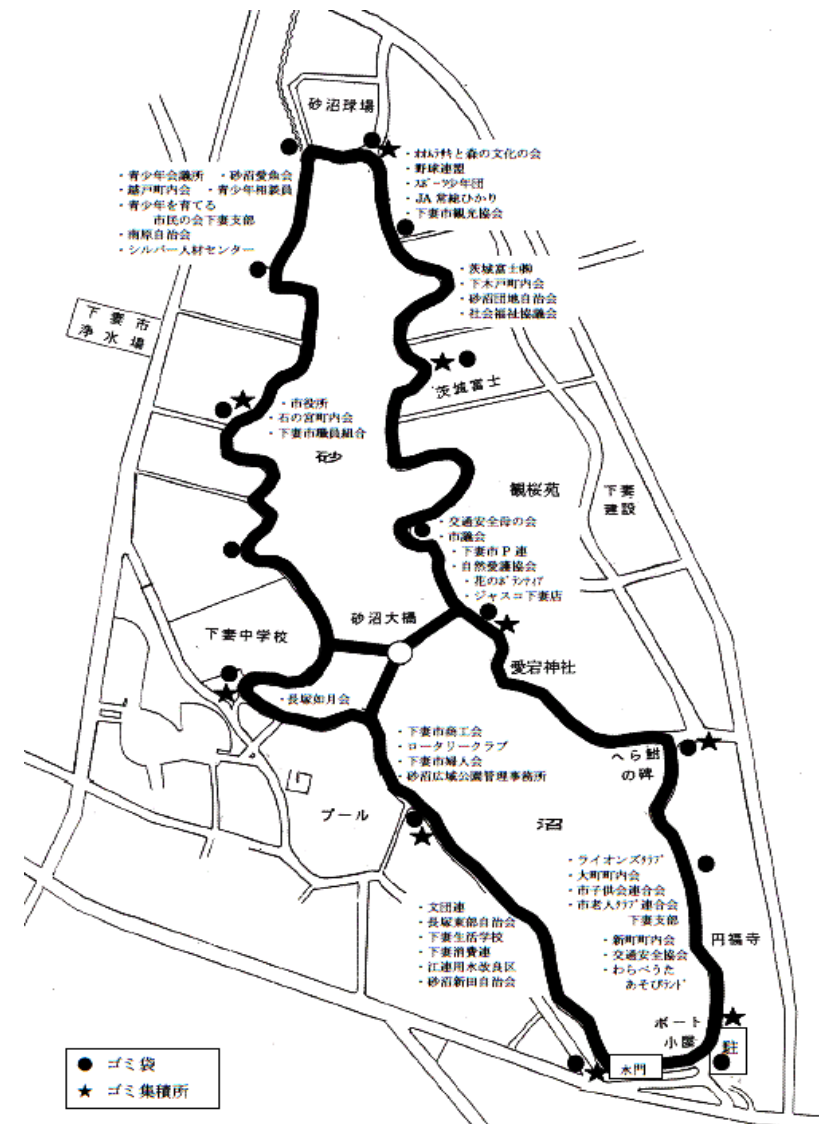 砂沼球場
・オオムラサキと森の文化の会
・野球連盟
・スポーツ少年団
・JA常総ひかり
・下妻市観光協会
・青少年会議所 ・砂沼愛魚会
・越戸町内会 ・青少年相談員
・青少年を育てる
市民の会下妻支部
・南原自治会
・シルバー人材センター
・茨城富士㈱
・下木戸町内会
・砂沼団地自治会
・社会福祉協議会
下妻市
浄水場
茨城富士
・市役所
・石の宮町内会
・下妻市職員組合
砂
観桜苑
下妻
建設
・交通安全母の会
・市議会
・下妻市P連
・自然愛護協会
・花のボランティア
・ジャスコ下妻店
砂沼大橋
下妻中学校
愛宕神社
・長塚如月会
・下妻市商工会
・ロータリークラブ
・下妻市婦人会
・砂沼広域公園管理事務所
へら鮒
の碑
プール
沼
・ライオンズクラブ
・大町町内会
・市子供会連合会
・市老人クラブ連合会
下妻支部
・文団連
・長塚東部自治会
・下妻生活学校
・下妻消費連
・江連用水改良区
・砂沼新田自治会
・新町町内会
・交通安全協会
・わらべうた
あそびランド
円福寺
ボート
小屋
駐
水門
● ゴミ袋
★ ゴミ集積所